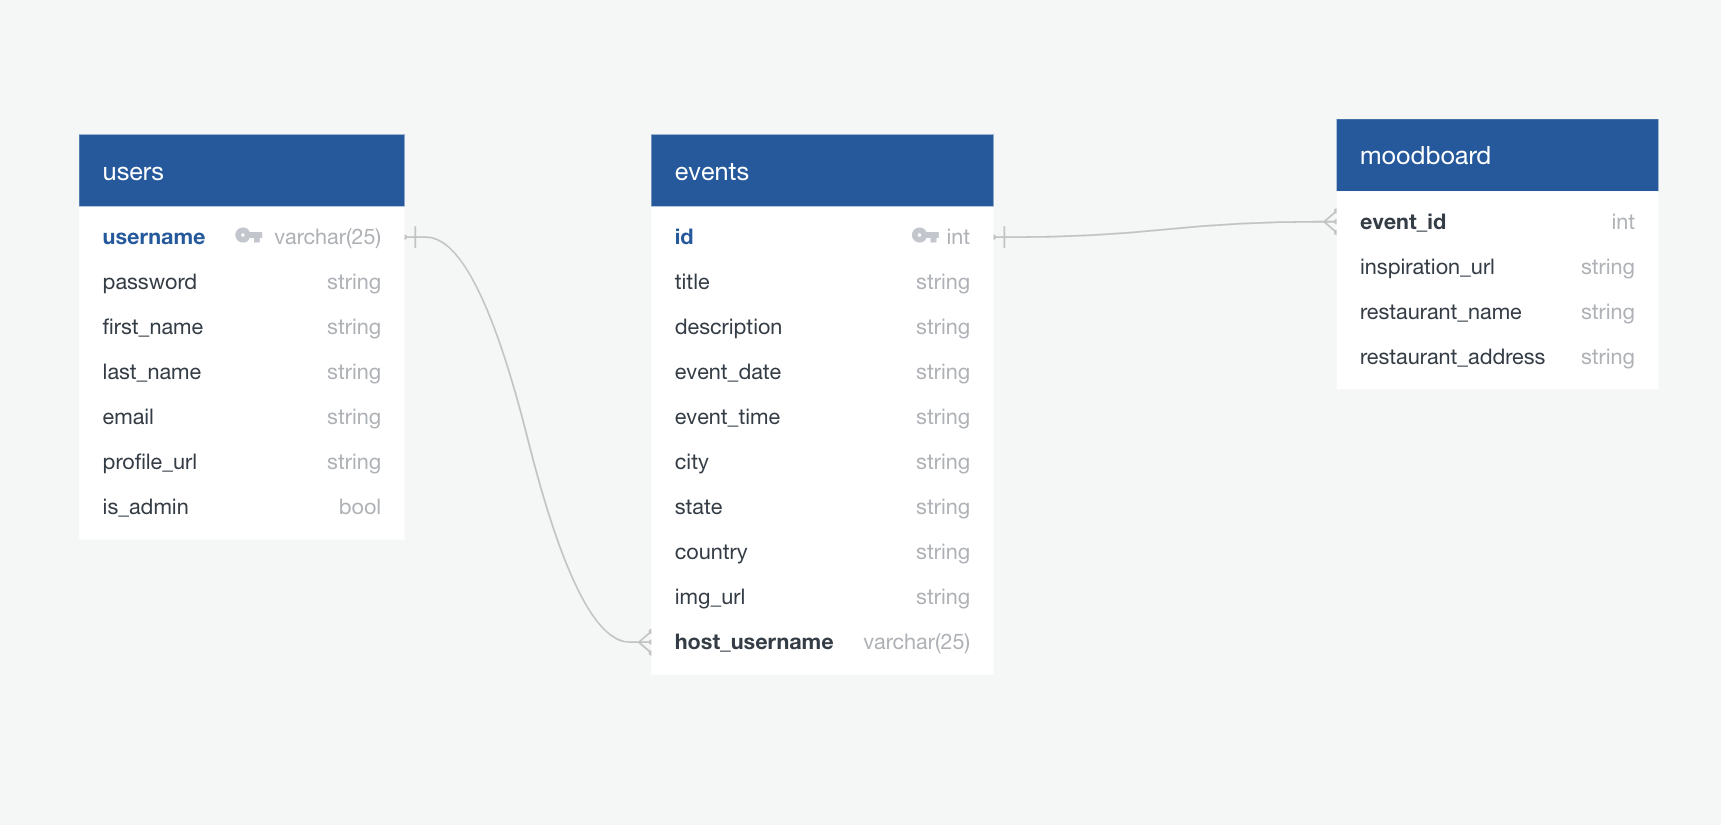 users
username varchar(25)
password string
first_name string
last_name string
email string
profile_url string
is_admin bool
events
id int
title string
description string
event_date string
event_time string
city string
state string
country string
img_url string
host_username varchar(25)
moodboard
event_id int
inspiration_url string
restaurant_name string
restaurant_address string